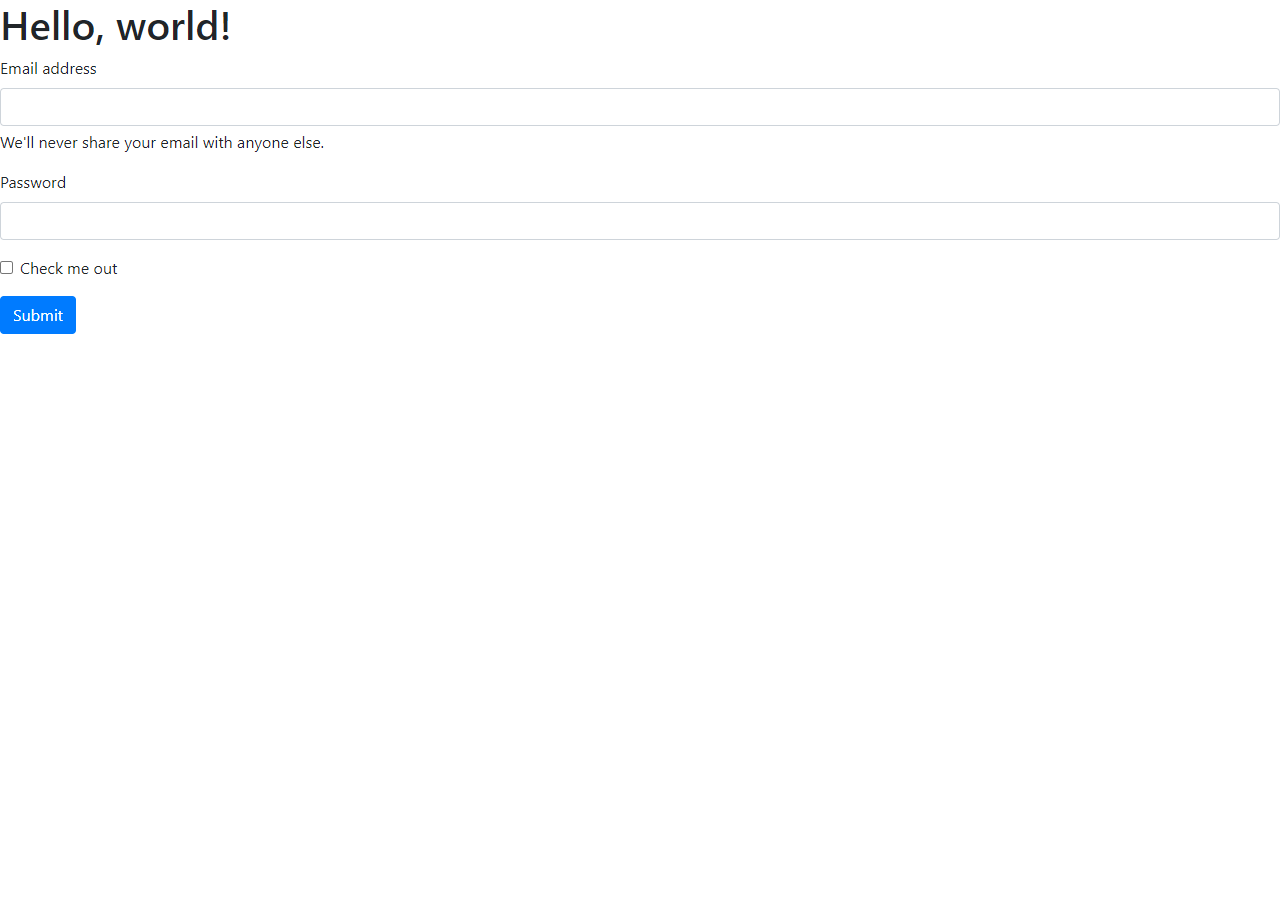 Hello, world!
Email address
We'll never share your email with anyone else.
Password
Check me out
Submit